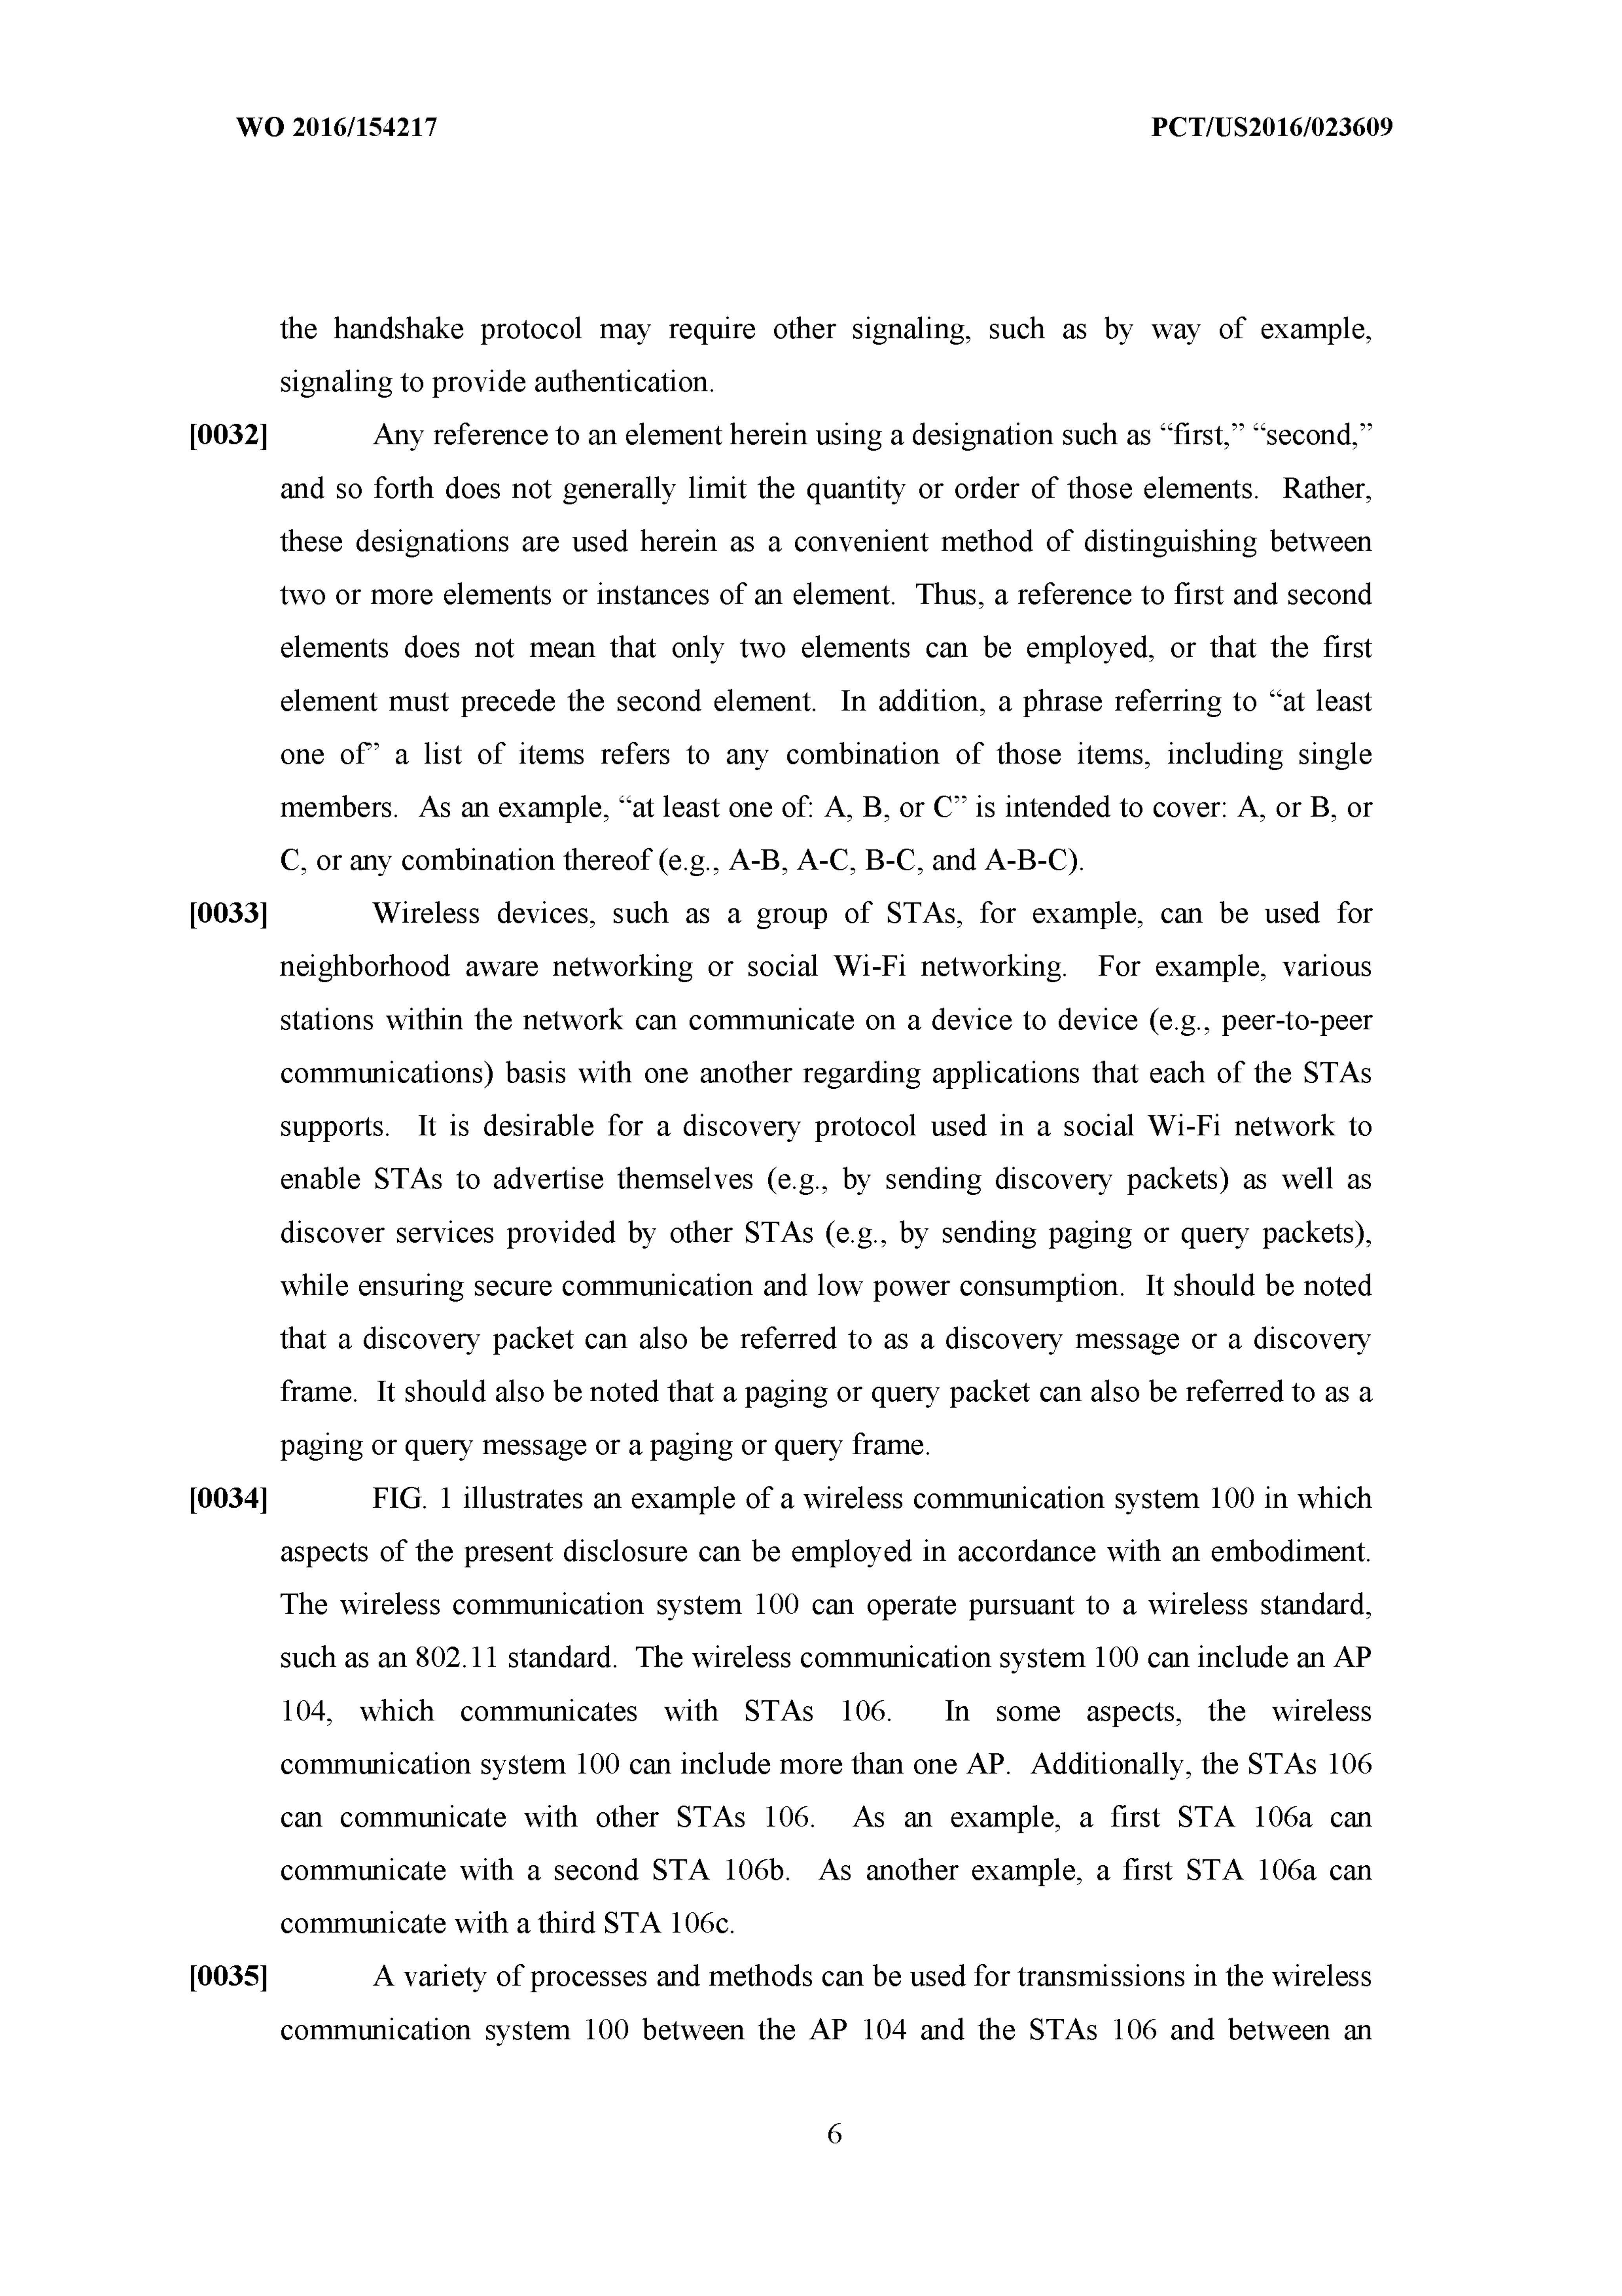 WO 2016/154217 PCT/US2016/023609
the handshake protocol may require other signaling, such as by way of example,
signaling to provide authentication.
[0032] Any reference to an element herein using a designation such as “first,” “second,”
and so forth does not generally limit the quantity or order of those elements. Rather,
these designations are used herein as a convenient method of distinguishing between
two or more elements or instances of an element. Thus, a reference to first and second
elements does not mean that only two elements can be employed, or that the first
element must precede the second element. In addition, a phrase referring to “at least
one of” a list of items refers to any combination of those items, including single
members. As an example, “at least one of: A, B, or C” is intended to cover: A, or B, or
C, or any combination thereof (e.g., A-B, A-C, B-C, and A-B-C).
[0033] Wireless devices, such as a group of STAs, for example, can be used for
neighborhood aware networking or social Wi-Fi networking. For example, various
stations within the network can communicate on a device to device (e.g., peer-to-peer
communications) basis with one another regarding applications that each of the STAs
supports. It is desirable for a discovery protocol used in a social Wi-Fi network to
enable STAs to advertise themselves (e.g., by sending discovery packets) as well as
discover services provided by other STAs (e.g., by sending paging or query packets),
while ensuring secure communication and low power consumption. It should be noted
that a discovery packet can also be referred to as a discovery message or a discovery
frame. It should also be noted that a paging or query packet can also be referred to as a
paging or query message or a paging or query frame.
[0034] FIG. 1 illustrates an example of a wireless communication system 100 in which
aspects of the present disclosure can be employed in accordance with an embodiment.
The wireless communication system 100 can operate pursuant to a wireless standard,
such as an 802.11 standard. The wireless communication system 100 can include an AP
104, which communicates with STAs 106. In some aspects, the wireless
communication system 100 can include more than one AP. Additionally, the STAs 106
can communicate with other STAs 106. As an example, a first STA 106a can
communicate with a second STA 106b. As another example, a first STA 106a can
communicate with a third STA 106c.
[0035] A variety of processes and methods can be used for transmissions in the wireless
communication system 100 between the AP 104 and the STAs 106 and between an
6